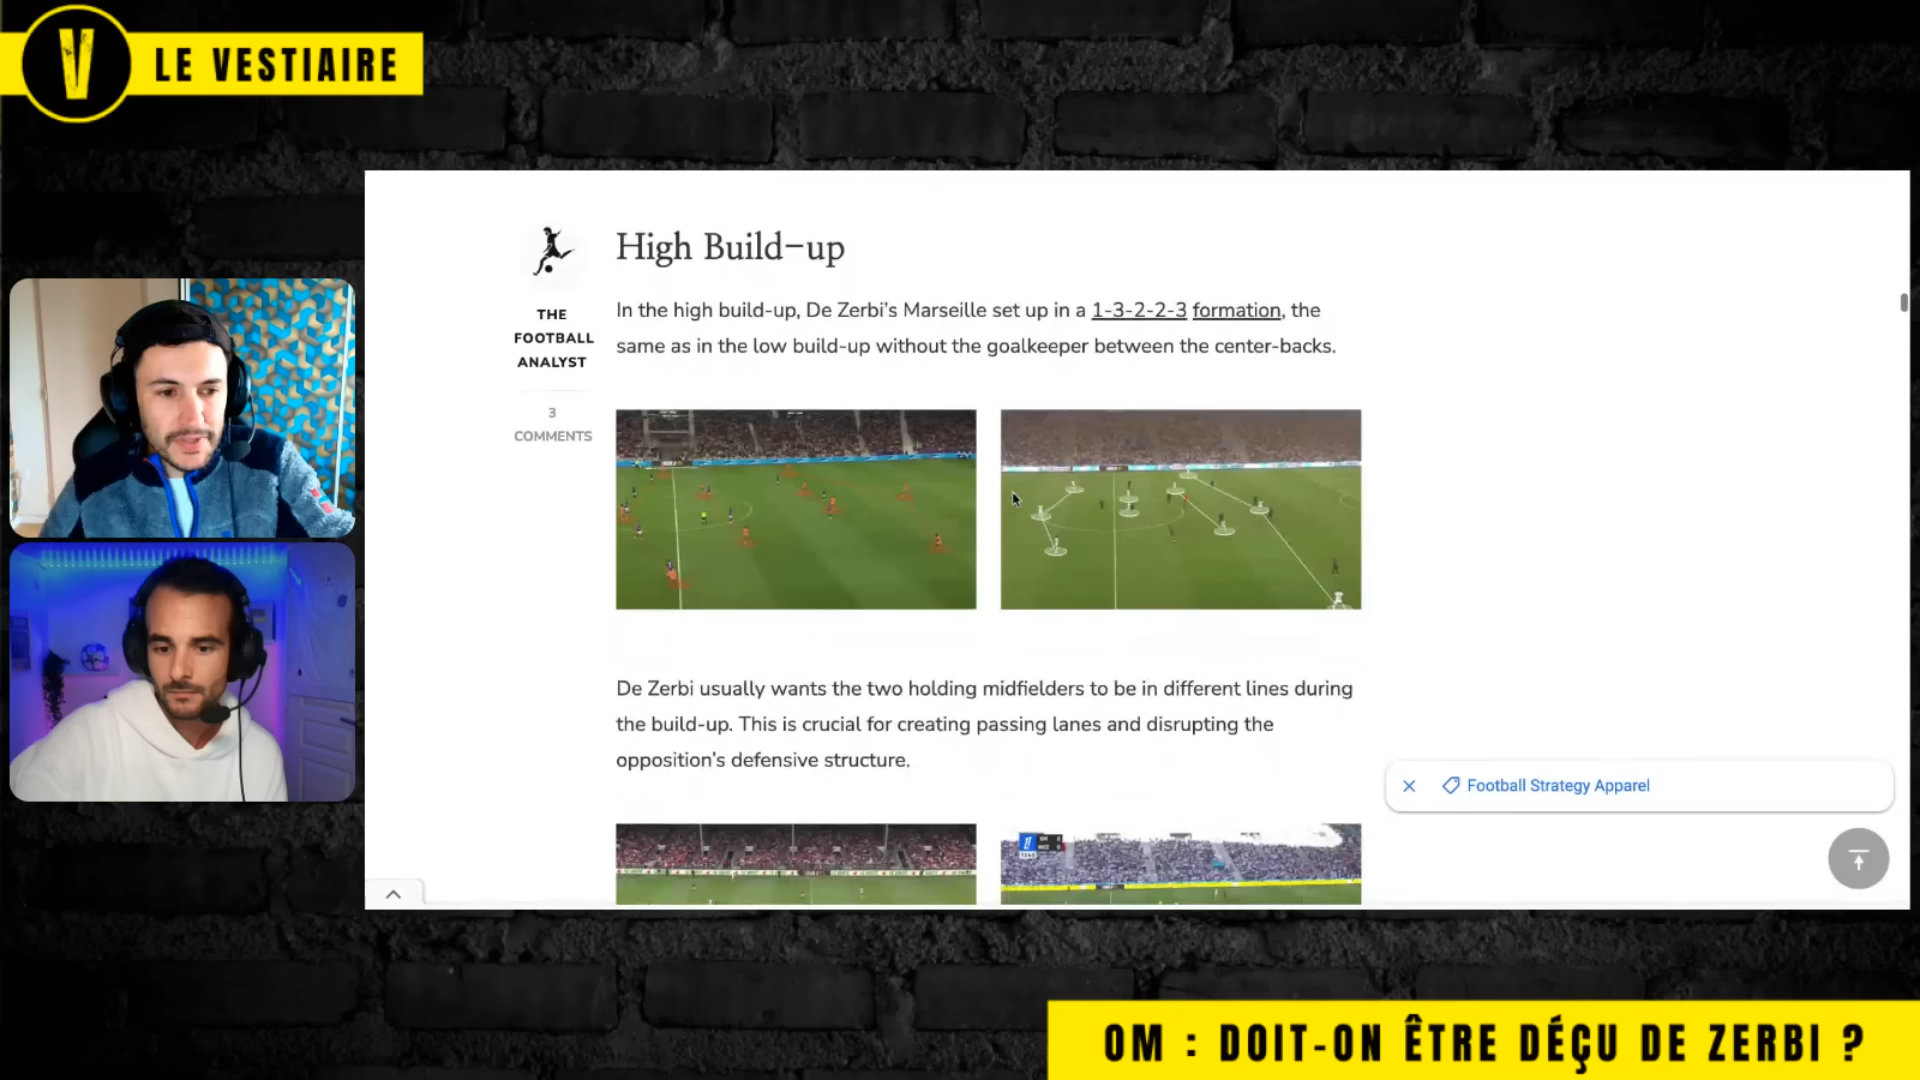 V LE VESTIAIRE
High Build-up
THE
FOOTBALL
ANALYST
3
COMMENTS
In the high build-up, De Zerbi's Marseille set up in a 1-3-2-2-3 formation, the
same as in the low build-up without the goalkeeper between the center-backs.
De Zerbi usually wants the two holding midfielders to be in different lines during
the build-up. This is crucial for creating passing lanes and disrupting the
opposition's defensive structure.
Football Strategy Apparel
OM : DOIT-ON ÊTRE DÉÇU DE ZERBI ?